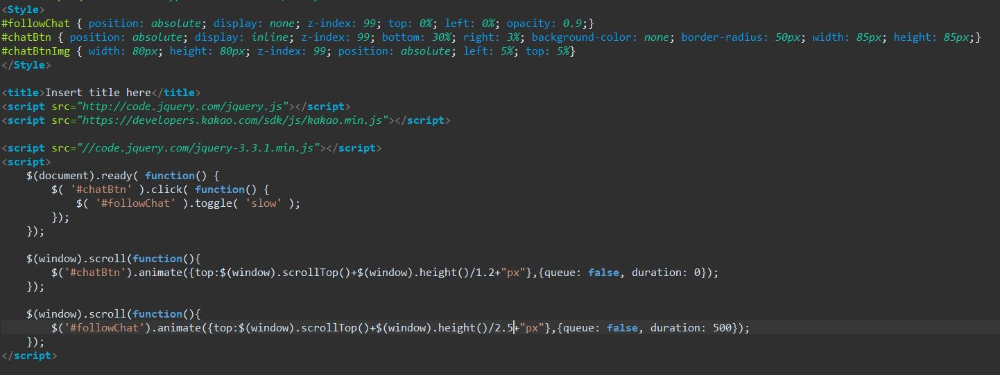 <Style>
#followChat { position: absolute; display: none; z-index: 99; top: 0%; left: 0%; opacity: 0.9;}
#chatBtn { position: absolute; display: inline; z-index: 99; bottom: 30%; right: 3%; background-color: none; border-radius: 50px; width: 85px; height: 85px;}
#chatBtnImg { width: 80px; height: 80px; z-index: 99; position: absolute; left: 5%; top: 5%}
</Style>
<title>Insert title here</title>
<script src="http://code.jquery.com/jquery.js"></script>
<script src="https://developers.kakao.com/sdk/js/kakao.min.js"></script>
<script src="//code.jquery.com/jquery-3.3.1.min.js"></script>
<script>
    $(document).ready( function() {
        $( '#chatBtn' ).click( function() {
            $( '#followChat' ).toggle( 'slow' );
        });
    });
    $(window).scroll(function(){
        $('#chatBtn').animate({top:$(window).scrollTop()+$(window).height()/1.2+"px"},{queue: false, duration: 0});
    });
    $(window).scroll(function(){
        $('#followChat').animate({top:$(window).scrollTop()+$(window).height()/2.5+"px"},{queue: false, duration: 500});
    });
</script>